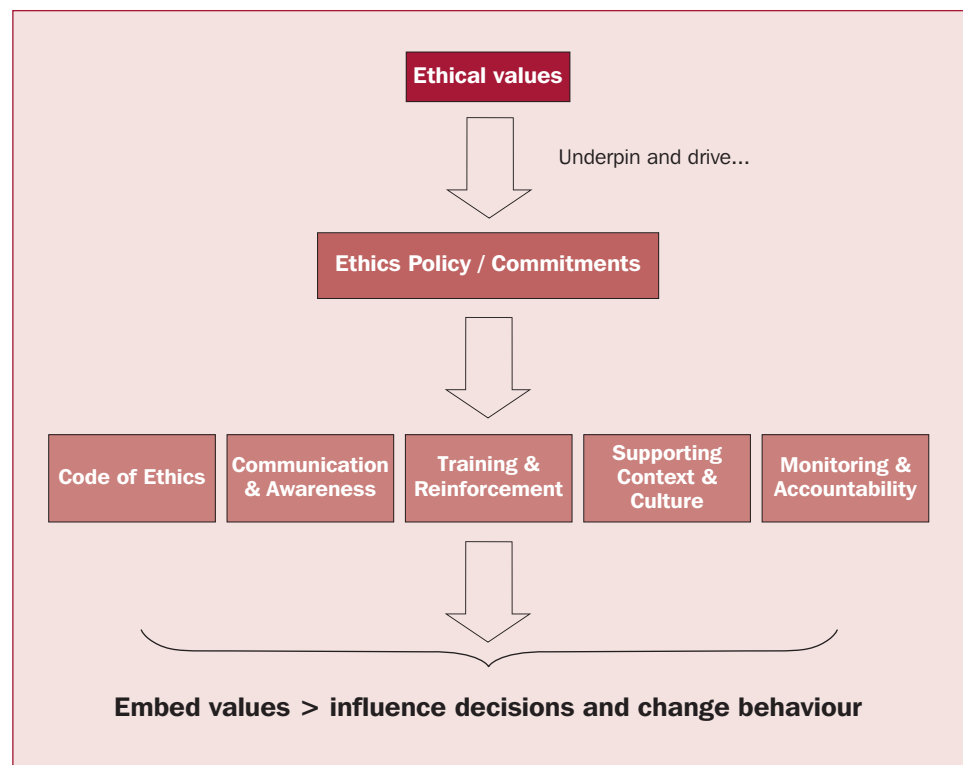 Ethical values
Underpin and drive...
Ethics Policy / Commitments
Code of Ethics
Communication
& Awareness
Training &
Reinforcement
Supporting
Context &
Culture
Monitoring &
Accountability
Embed values > influence decisions and change behaviour